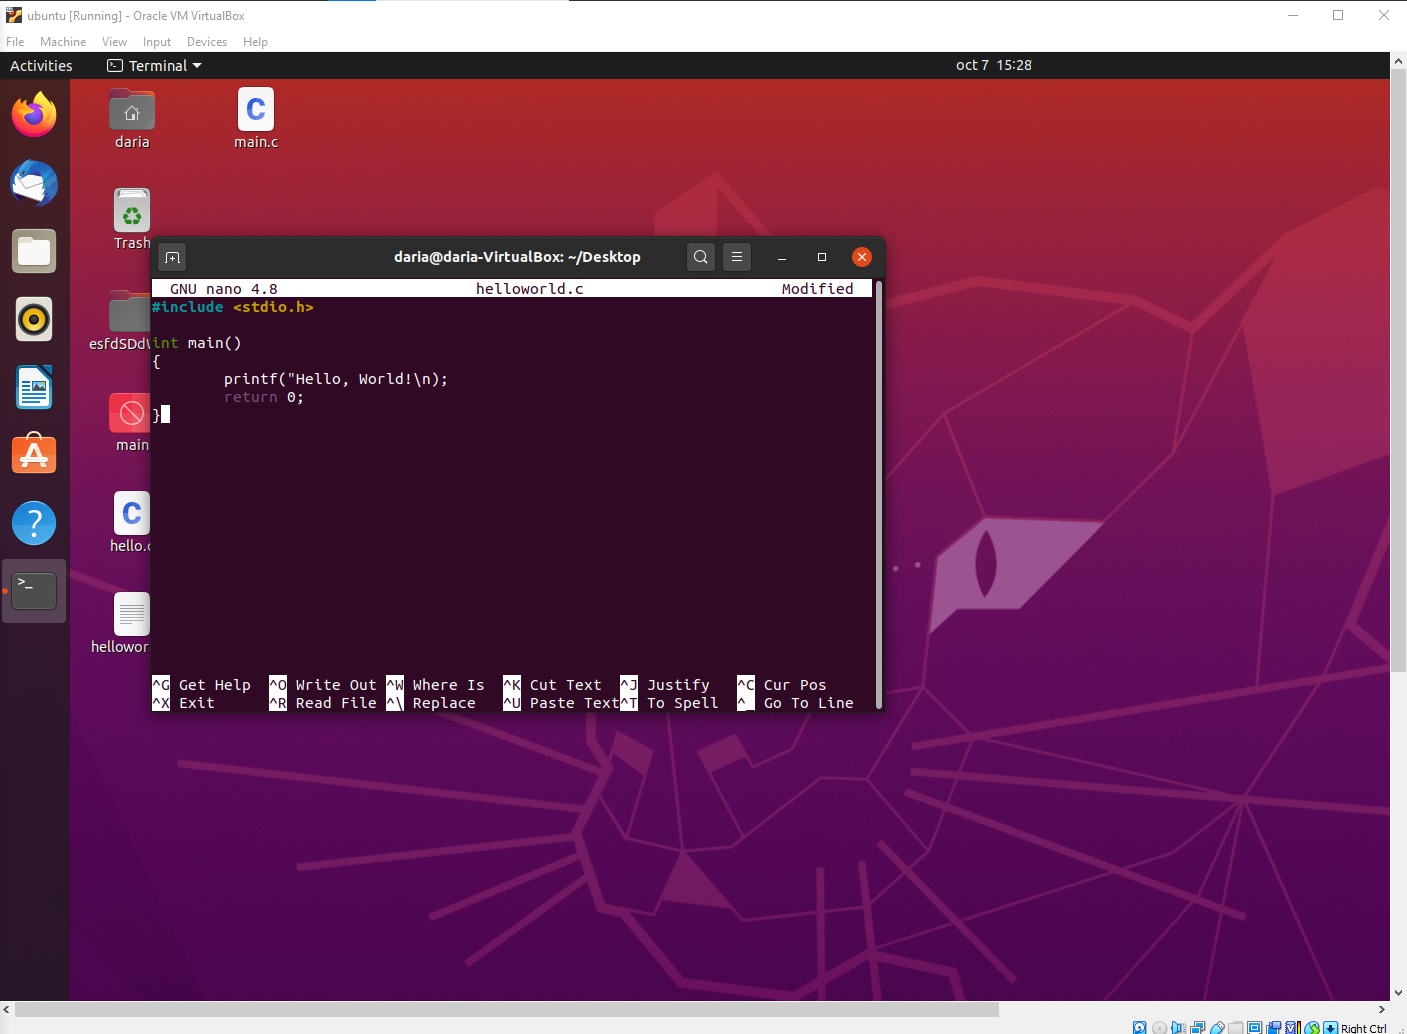 ubuntu [Running] - Oracle VM VirtualBox
File Machine View Input Devices Help
Activities Terminal oct 7 15:28
daria
main.c
Trash
daria@daria-VirtualBox: ~/Desktop
GNU nano 4.8 helloworld.c Modified
#include <stdio.h>
int main()
{
printf("Hello, World!\n);
return 0;
}
main
hello.c
hellowor
^G Get Help ^O Write Out ^W Where Is ^K Cut Text ^J Justify ^C Cur Pos
^X Exit ^R Read File ^\ Replace ^U Paste Text ^T To Spell ^_ Go To Line
Right Ctrl